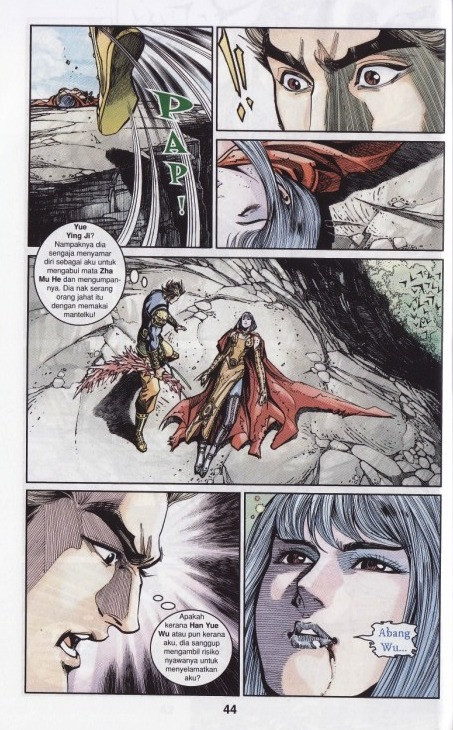 PAP!
!!
Yue
Ying Ji?
Nampaknya dia
sengaja menyamar
diri sebagai aku untuk
mengabui mata Zha
Mu He dan mengumpan-
nya. Dia nak serang
orang jahat itu
dengan memakai
mantelku!
Apakah
kerana Han Yue
Wu atau pun kerana
aku, dia sanggup
mengambil risiko
nyawanya untuk
menyelamatkan
aku?
Abang
Wu...
44